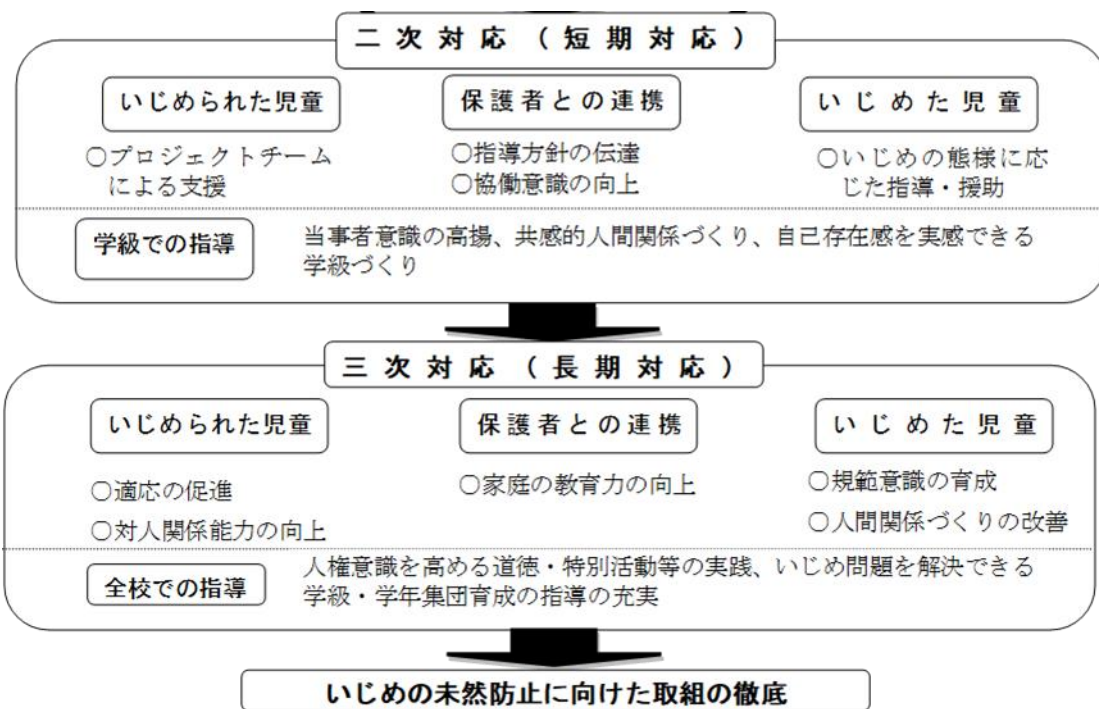 二次対応（短期対応）
いじめられた児童
○プロジェクトチーム
による支援
保護者との連携
○指導方針の伝達
○協働意識の向上
いじめた児童
○いじめの態様に応
じた指導・援助
学級での指導
当事者意識の高揚、共感的人間関係づくり、自己存在感を実感できる
学級づくり
三次対応（長期対応）
いじめられた児童
○適応の促進
○対人関係能力の向上
保護者との連携
○家庭の教育力の向上
いじめた児童
○規範意識の育成
○人間関係づくりの改善
全校での指導
人権意識を高める道徳・特別活動等の実践、いじめ問題を解決できる
学級・学年集団育成の指導の充実
いじめの未然防止に向けた取組の徹底